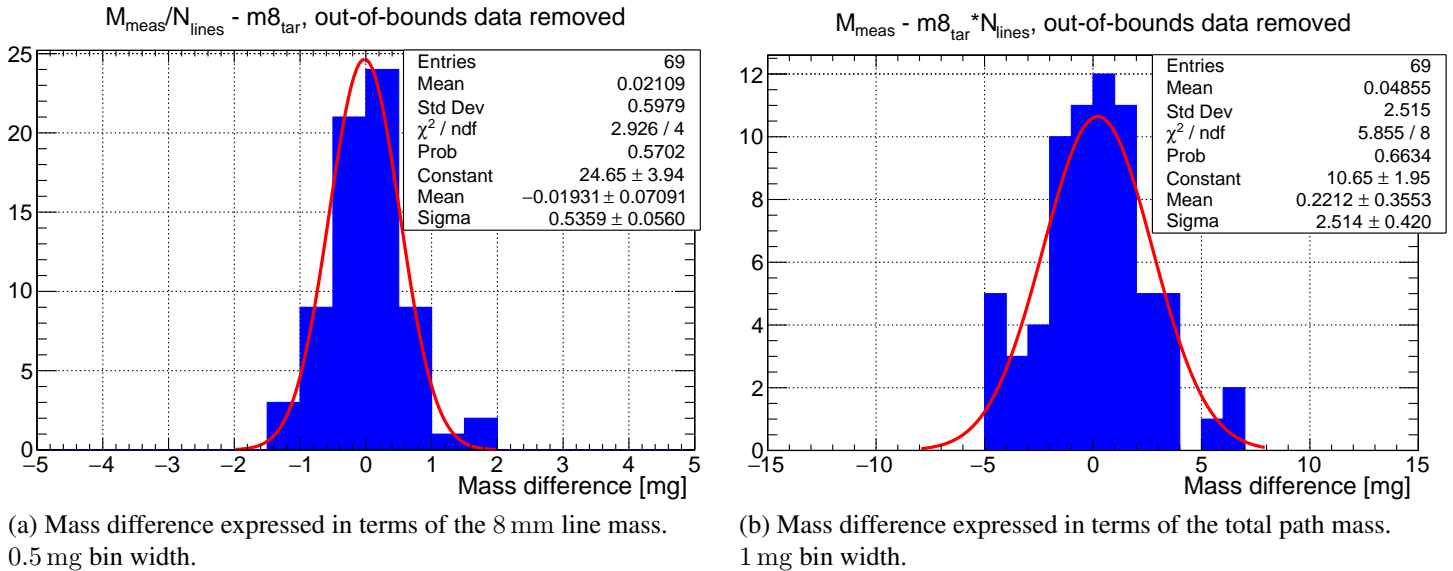 M_meas/N_lines - m8_tar, out-of-bounds data removed
Entries 69
Mean 0.02109
Std Dev 0.5979
χ² / ndf 2.926 / 4
Prob 0.5702
Constant 24.65 ± 3.94
Mean −0.01931 ± 0.07091
Sigma 0.5359 ± 0.0560
25
20
15
10
5
0
−5 −4 −3 −2 −1 0 1 2 3 4 5
Mass difference [mg]
(a) Mass difference expressed in terms of the 8 mm line mass.
0.5 mg bin width.
M_meas - m8_tar*N_lines, out-of-bounds data removed
Entries 69
Mean 0.04855
Std Dev 2.515
χ² / ndf 5.855 / 8
Prob 0.6634
Constant 10.65 ± 1.95
Mean 0.2212 ± 0.3553
Sigma 2.514 ± 0.420
12
10
8
6
4
2
0
−15 −10 −5 0 5 10 15
Mass difference [mg]
(b) Mass difference expressed in terms of the total path mass.
1 mg bin width.